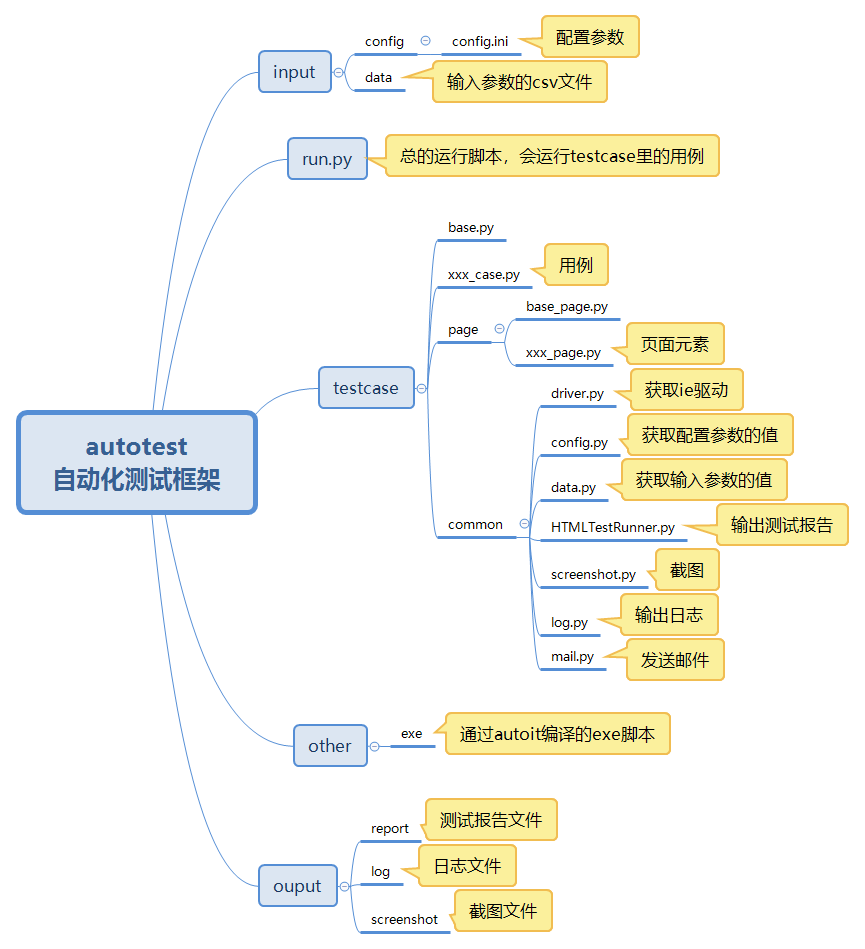 autotest
自动化测试框架
input
config
config.ini
配置参数
data
输入参数的csv文件
run.py
总的运行脚本，会运行testcase里的用例
testcase
base.py
xxx_case.py
用例
page
base_page.py
xxx_page.py
页面元素
common
driver.py
获取ie驱动
config.py
获取配置参数的值
data.py
获取输入参数的值
HTMLTestRunner.py
输出测试报告
screenshot.py
截图
log.py
输出日志
mail.py
发送邮件
other
exe
通过autoit编译的exe脚本
ouput
report
测试报告文件
log
日志文件
screenshot
截图文件